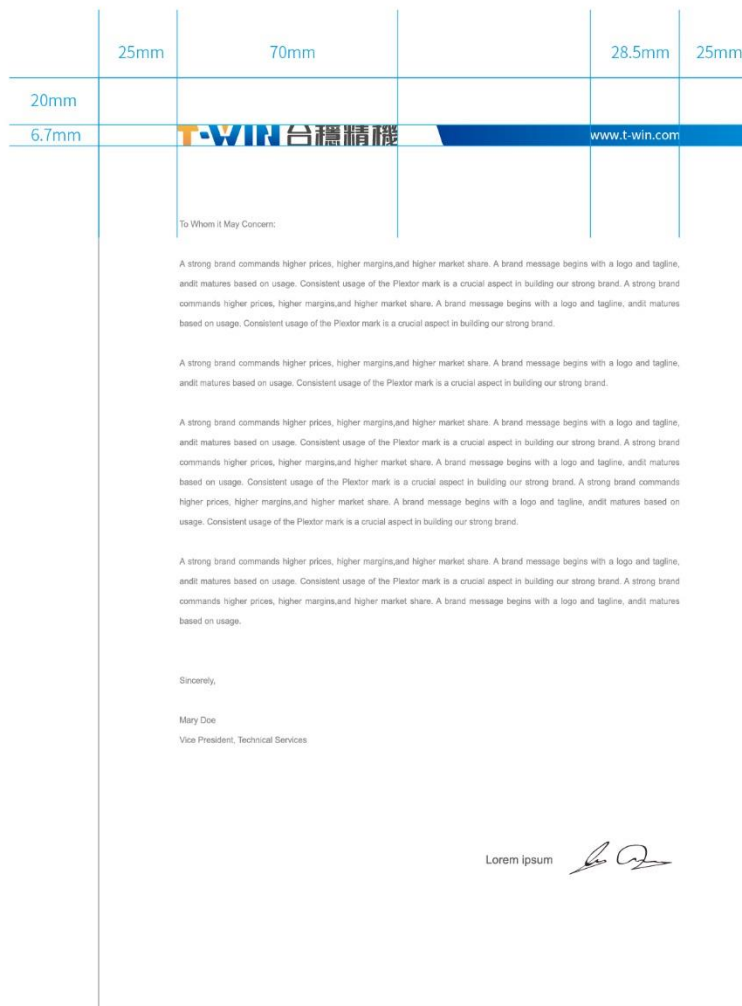 25mm 70mm 28.5mm 25mm
20mm
6.7mm T-WIN 台穩精機 www.t-win.com
To Whom it May Concern:
A strong brand commands higher prices, higher margins,and higher market share. A brand message begins with a logo and tagline,
andit matures based on usage. Consistent usage of the Plextor mark is a crucial aspect in building our strong brand. A strong brand
commands higher prices, higher margins,and higher market share. A brand message begins with a logo and tagline, andit matures
based on usage. Consistent usage of the Plextor mark is a crucial aspect in building our strong brand.
A strong brand commands higher prices, higher margins,and higher market share. A brand message begins with a logo and tagline,
andit matures based on usage. Consistent usage of the Plextor mark is a crucial aspect in building our strong brand.
A strong brand commands higher prices, higher margins,and higher market share. A brand message begins with a logo and tagline,
andit matures based on usage. Consistent usage of the Plextor mark is a crucial aspect in building our strong brand. A strong brand
commands higher prices, higher margins,and higher market share. A brand message begins with a logo and tagline, andit matures
based on usage. Consistent usage of the Plextor mark is a crucial aspect in building our strong brand. A strong brand commands
higher prices, higher margins,and higher market share. A brand message begins with a logo and tagline, andit matures based on
usage. Consistent usage of the Plextor mark is a crucial aspect in building our strong brand.
A strong brand commands higher prices, higher margins,and higher market share. A brand message begins with a logo and tagline,
andit matures based on usage. Consistent usage of the Plextor mark is a crucial aspect in building our strong brand. A strong brand
commands higher prices, higher margins,and higher market share. A brand message begins with a logo and tagline, andit matures
based on usage.
Sincerely,
Mary Doe
Vice President, Technical Services
Lorem ipsum